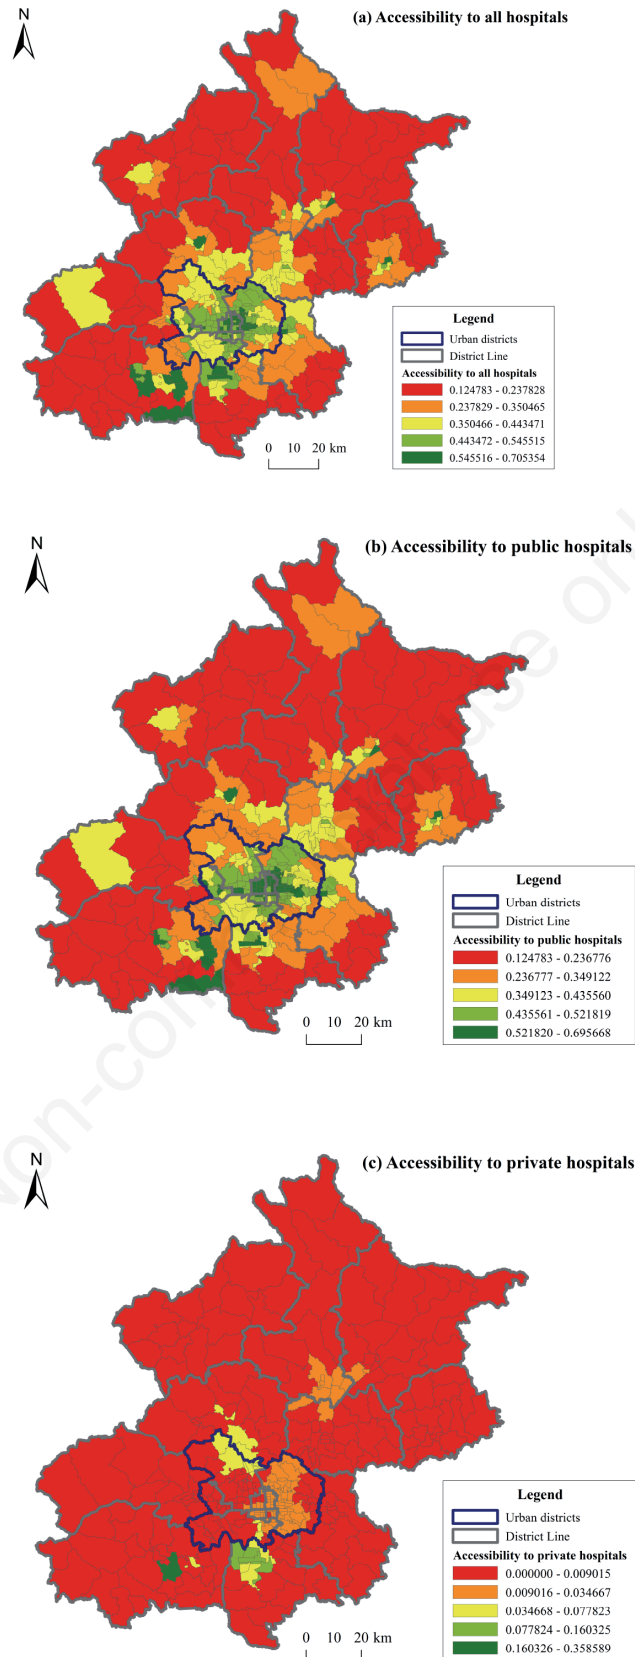 (a) Accessibility to all hospitals
N
Legend
Urban districts
District Line
Accessibility to all hospitals
0.124783 - 0.237828
0.237829 - 0.350465
0.350466 - 0.443471
0.443472 - 0.545515
0.545516 - 0.705354
0 10 20 km
(b) Accessibility to public hospitals
N
Legend
Urban districts
District Line
Accessibility to public hospitals
0.124783 - 0.236776
0.236777 - 0.349122
0.349123 - 0.435560
0.435561 - 0.521819
0.521820 - 0.695668
0 10 20 km
(c) Accessibility to private hospitals
N
Legend
Urban districts
District Line
Accessibility to private hospitals
0.000000 - 0.009015
0.009016 - 0.034667
0.034668 - 0.077823
0.077824 - 0.160325
0.160326 - 0.358589
0 10 20 km